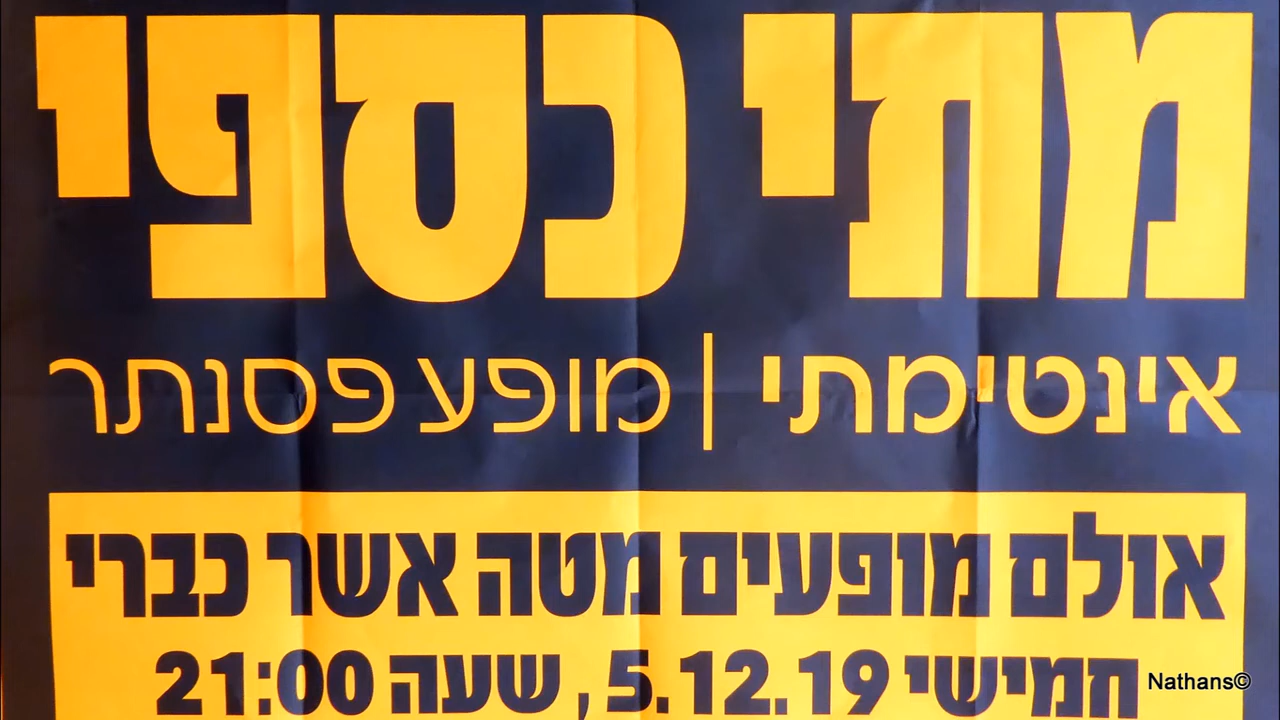 מתי כספי
אינטימתי | מופע פסנתר
אולם מופעים מטה אשר כברי
חמישי 5.12.19, שעה 21:00
Nathans©